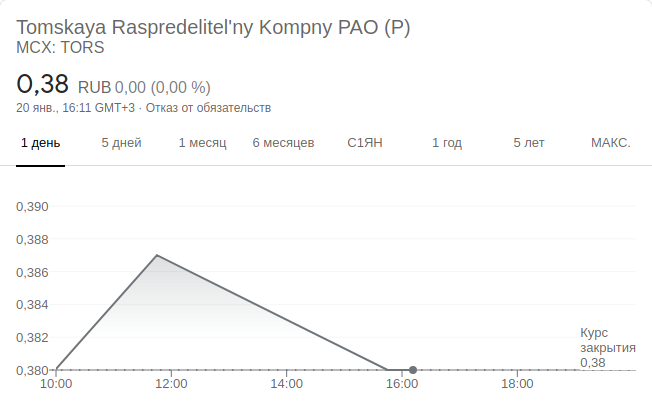 Tomskaya Raspredelitel'ny Kompny PAO (P)
MCX: TORS
0,38 RUB 0,00 (0,00 %)
20 янв., 16:11 GMT+3 · Отказ от обязательств
1 день 5 дней 1 месяц 6 месяцев С1ЯН 1 год 5 лет МАКС.
0,390
0,388
0,386
0,384
0,382
Курс
закрытия
0,38
0,380
10:00 12:00 14:00 16:00 18:00